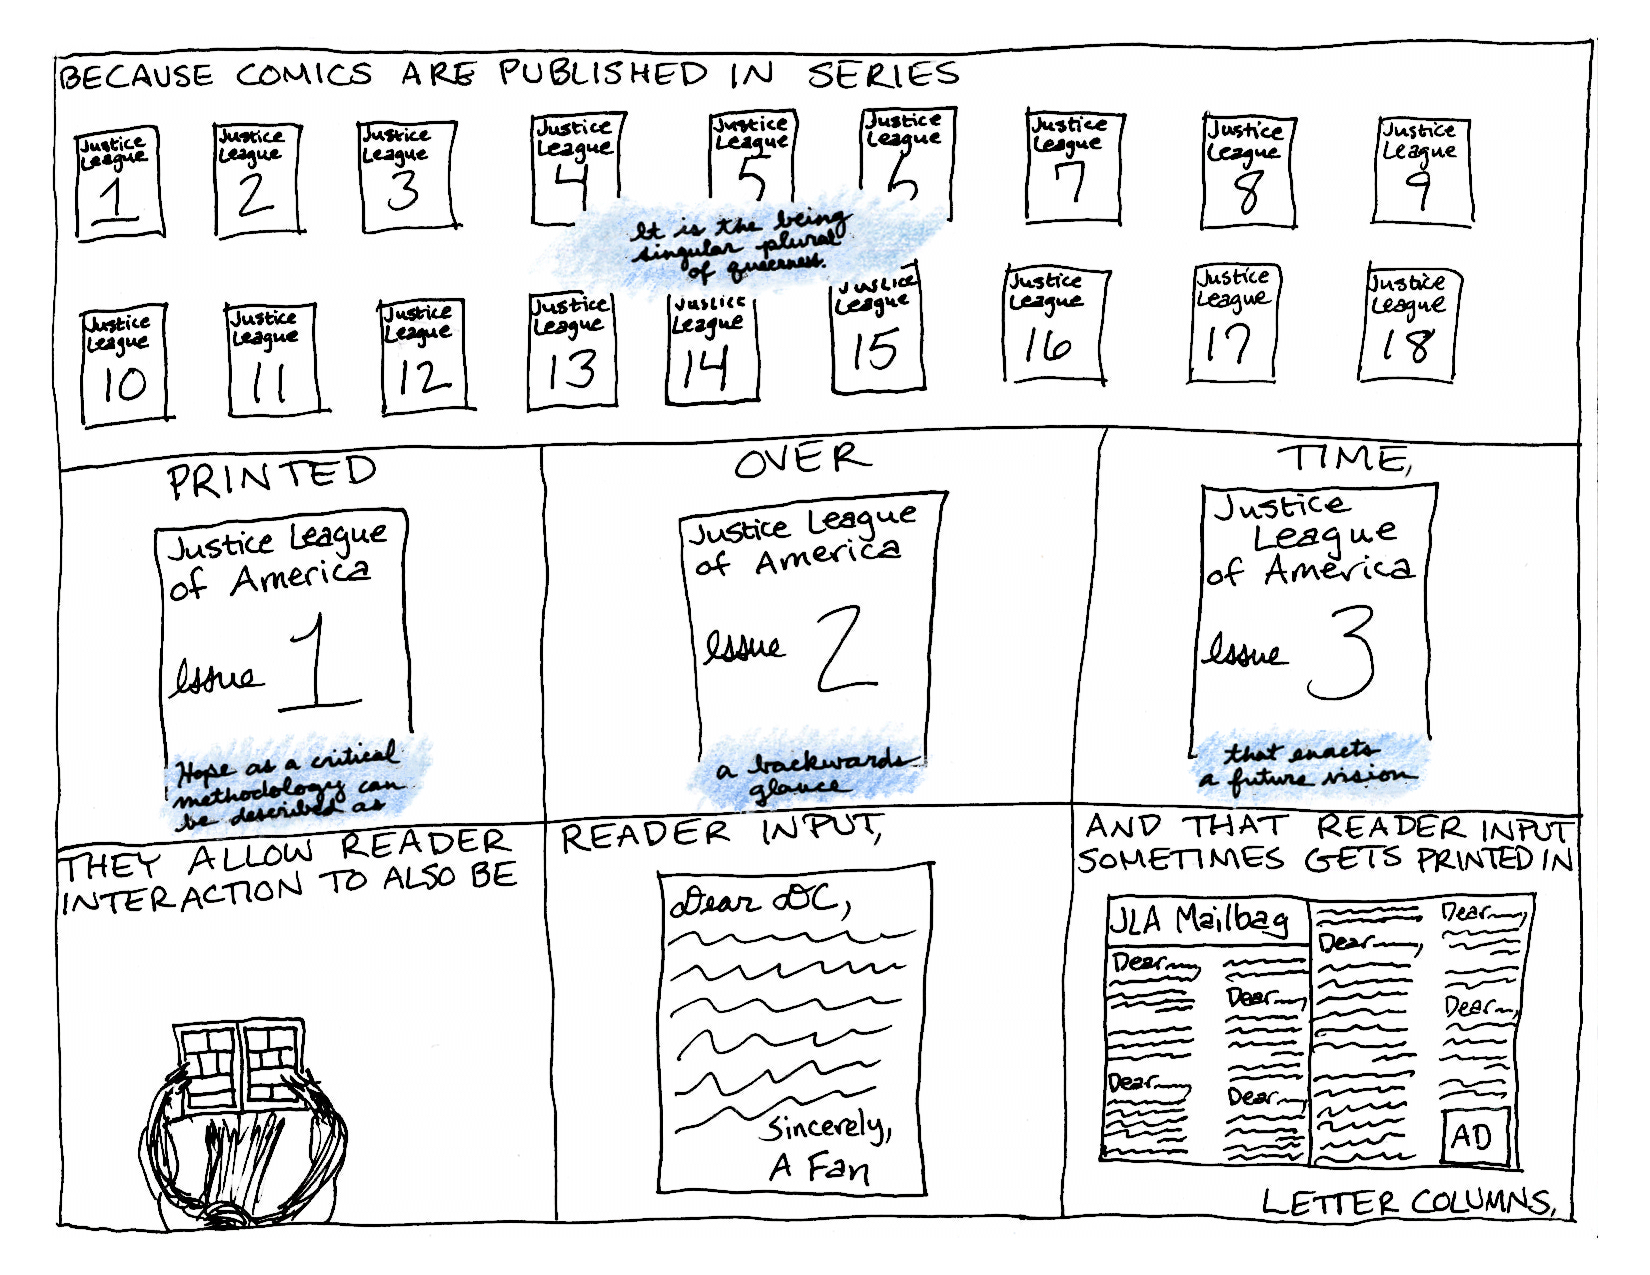 BECAUSE COMICS ARE PUBLISHED IN SERIES
Justice
League
1
Justice
League
2
Justice
League
3
Justice
League
4
Justice
League
5
Justice
League
6
Justice
League
7
Justice
League
8
Justice
League
9
It is the being
singular plural
of queerness.
Justice
League
10
Justice
League
11
Justice
League
12
Justice
League
13
Justice
League
14
Justice
League
15
Justice
League
16
Justice
League
17
Justice
League
18
PRINTED
Justice League
of America
Issue 1
Hope as a critical
methodology can
be described as
OVER
Justice League
of America
Issue 2
a backwards
glance
TIME,
Justice
League
of America
Issue 3
that enacts
a future vision
THEY ALLOW READER
INTERACTION TO ALSO BE
READER INPUT,
Dear DC,
Sincerely,
A Fan
AND THAT READER INPUT
SOMETIMES GETS PRINTED IN
JLA Mailbag
Dear
Dear
Dear
Dear
Dear
Dear
Dear
AD
LETTER COLUMNS,